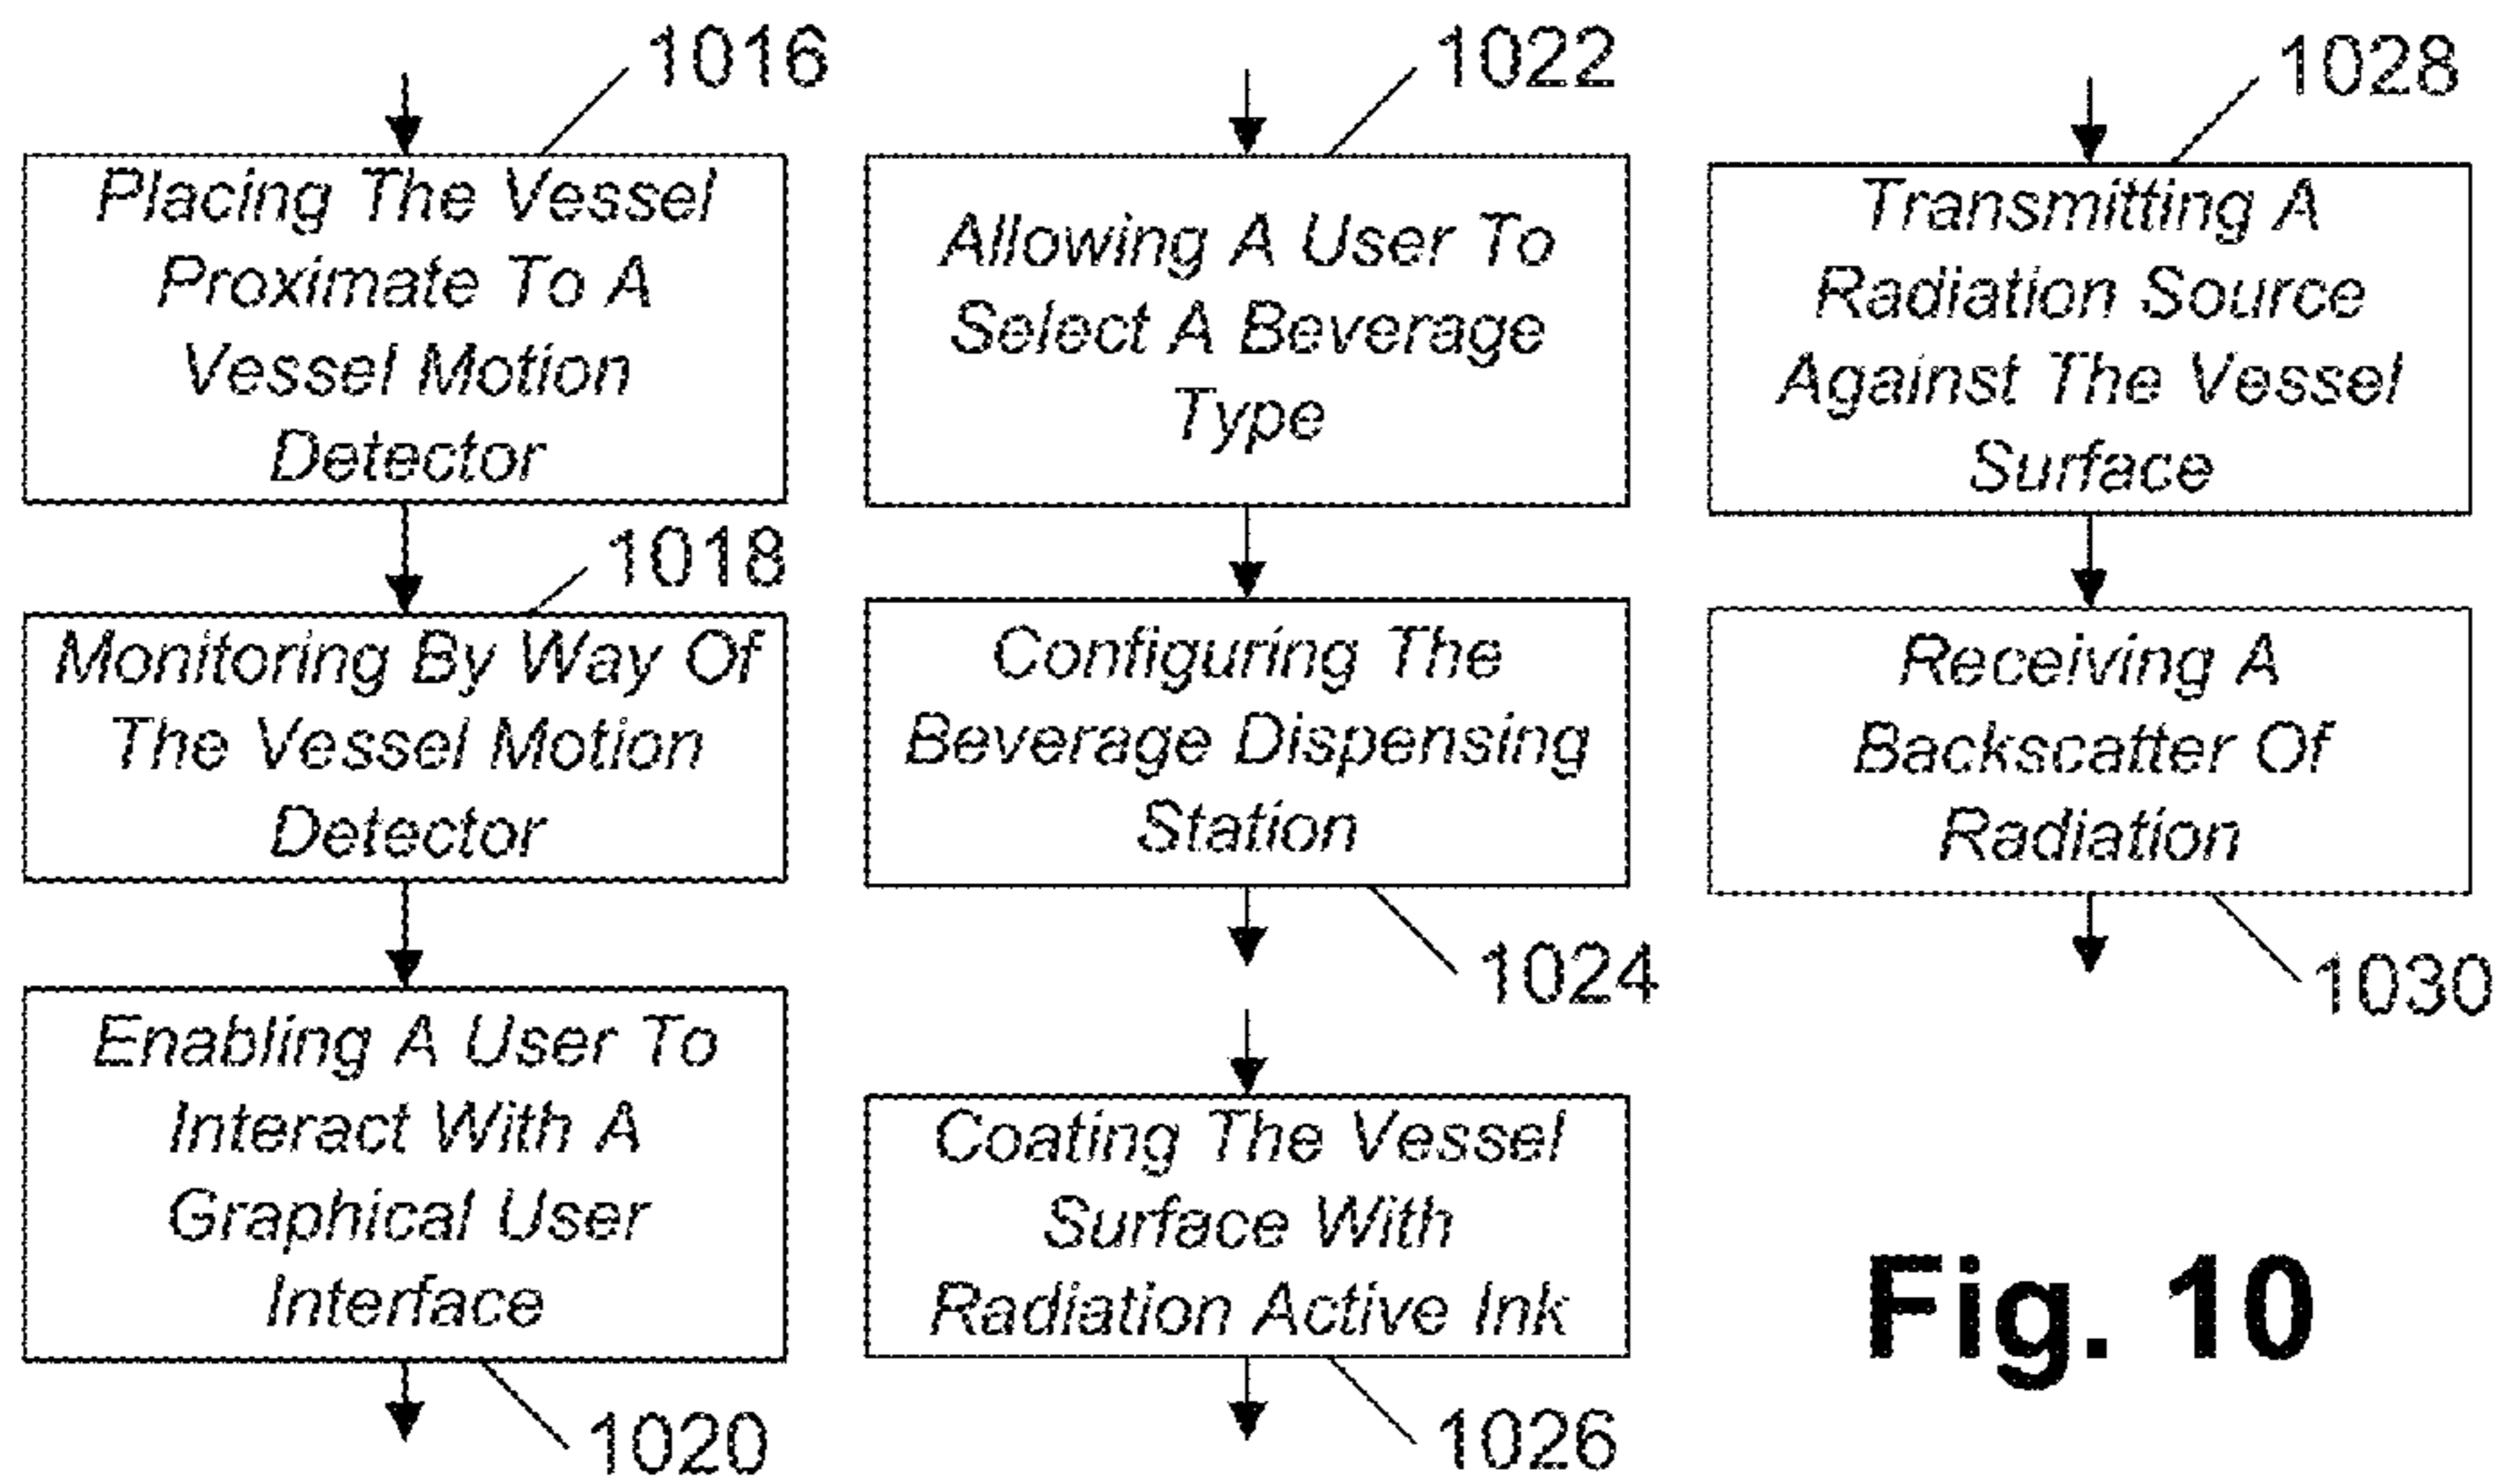 1016
Placing The Vessel
Proximate To A
Vessel Motion
Detector
1018
Monitoring By Way Of
The Vessel Motion
Detector
Enabling A User To
Interact With A
Graphical User
Interface
1020
1022
Allowing A User To
Select A Beverage
Type
Configuring The
Beverage Dispensing
Station
1024
Coating The Vessel
Surface With
Radiation Active Ink
1026
1028
Transmitting A
Radiation Source
Against The Vessel
Surface
Receiving A
Backscatter Of
Radiation
1030
Fig. 10